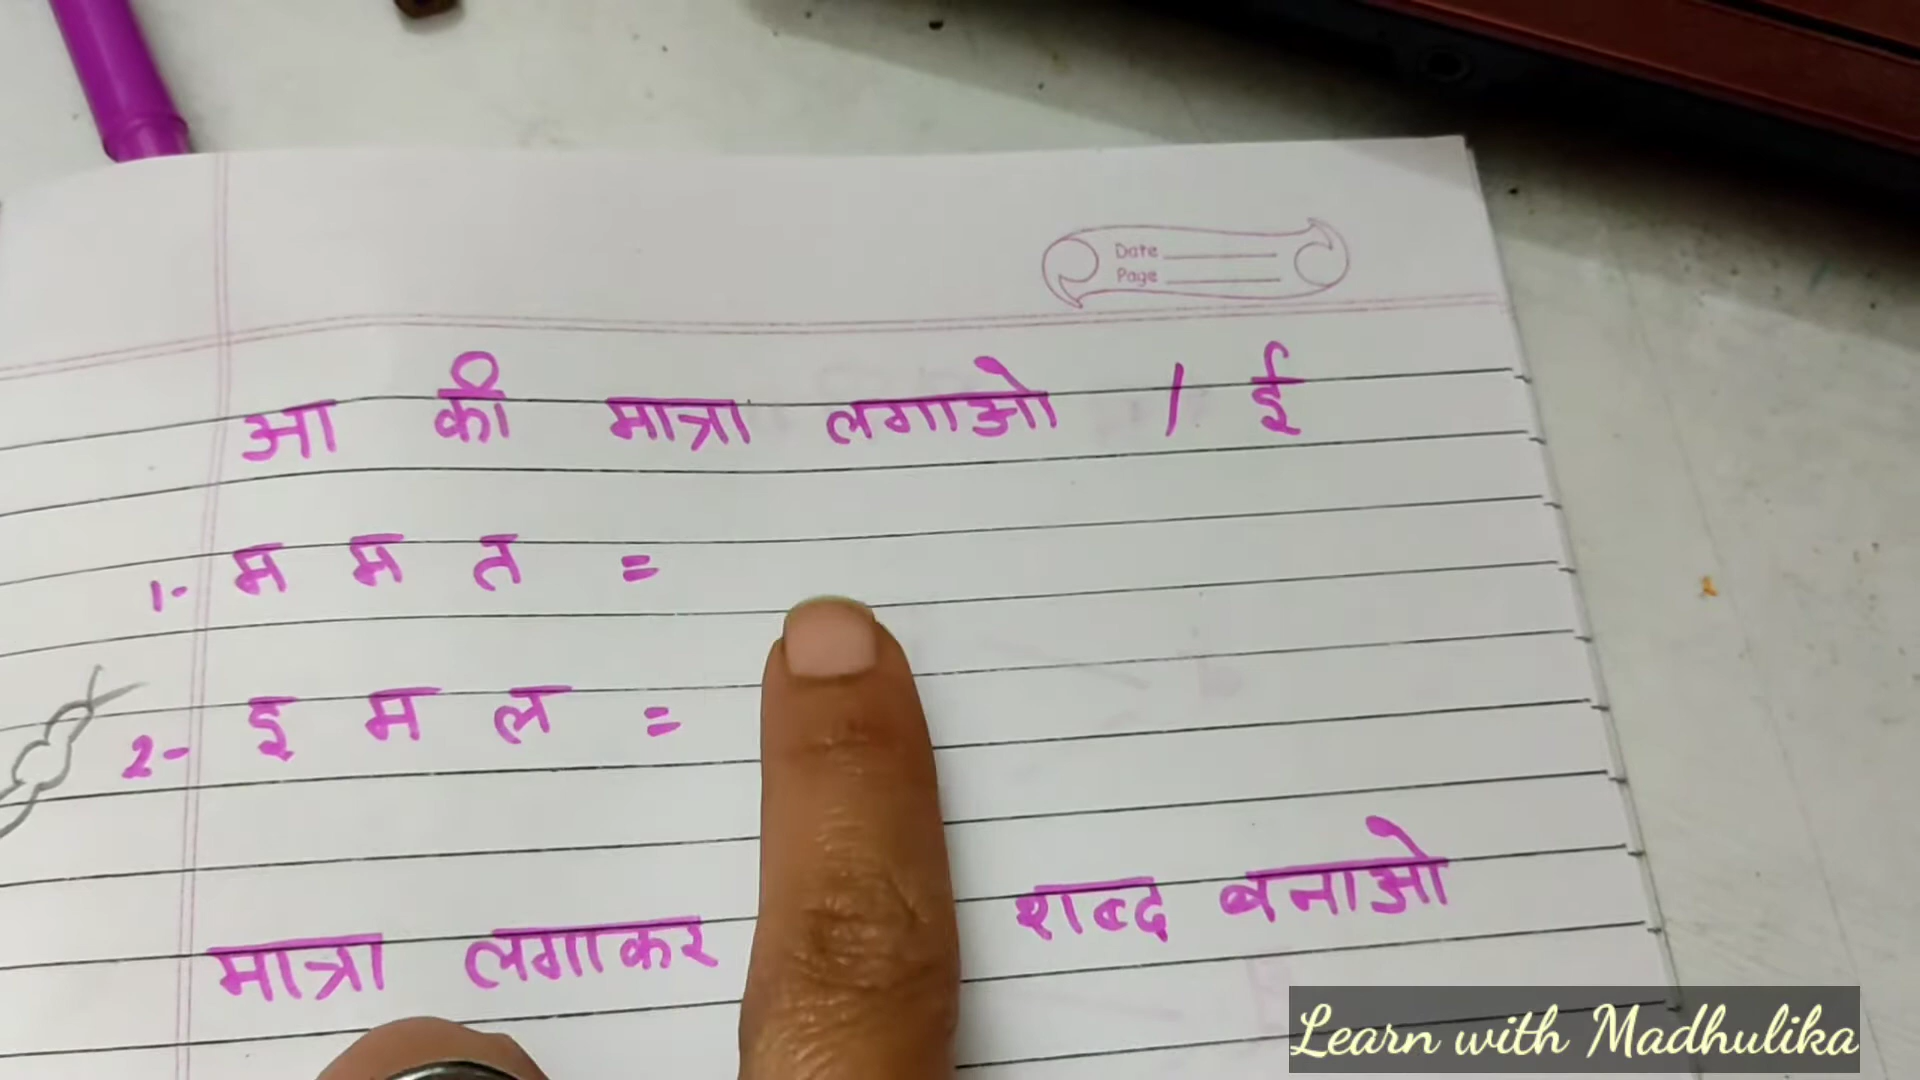 Date
Page
आ की मात्रा लगाओ / ई
1- म म त =
2- इ म ल =
मात्रा लगाकर शब्द बनाओ
Learn with Madhulika